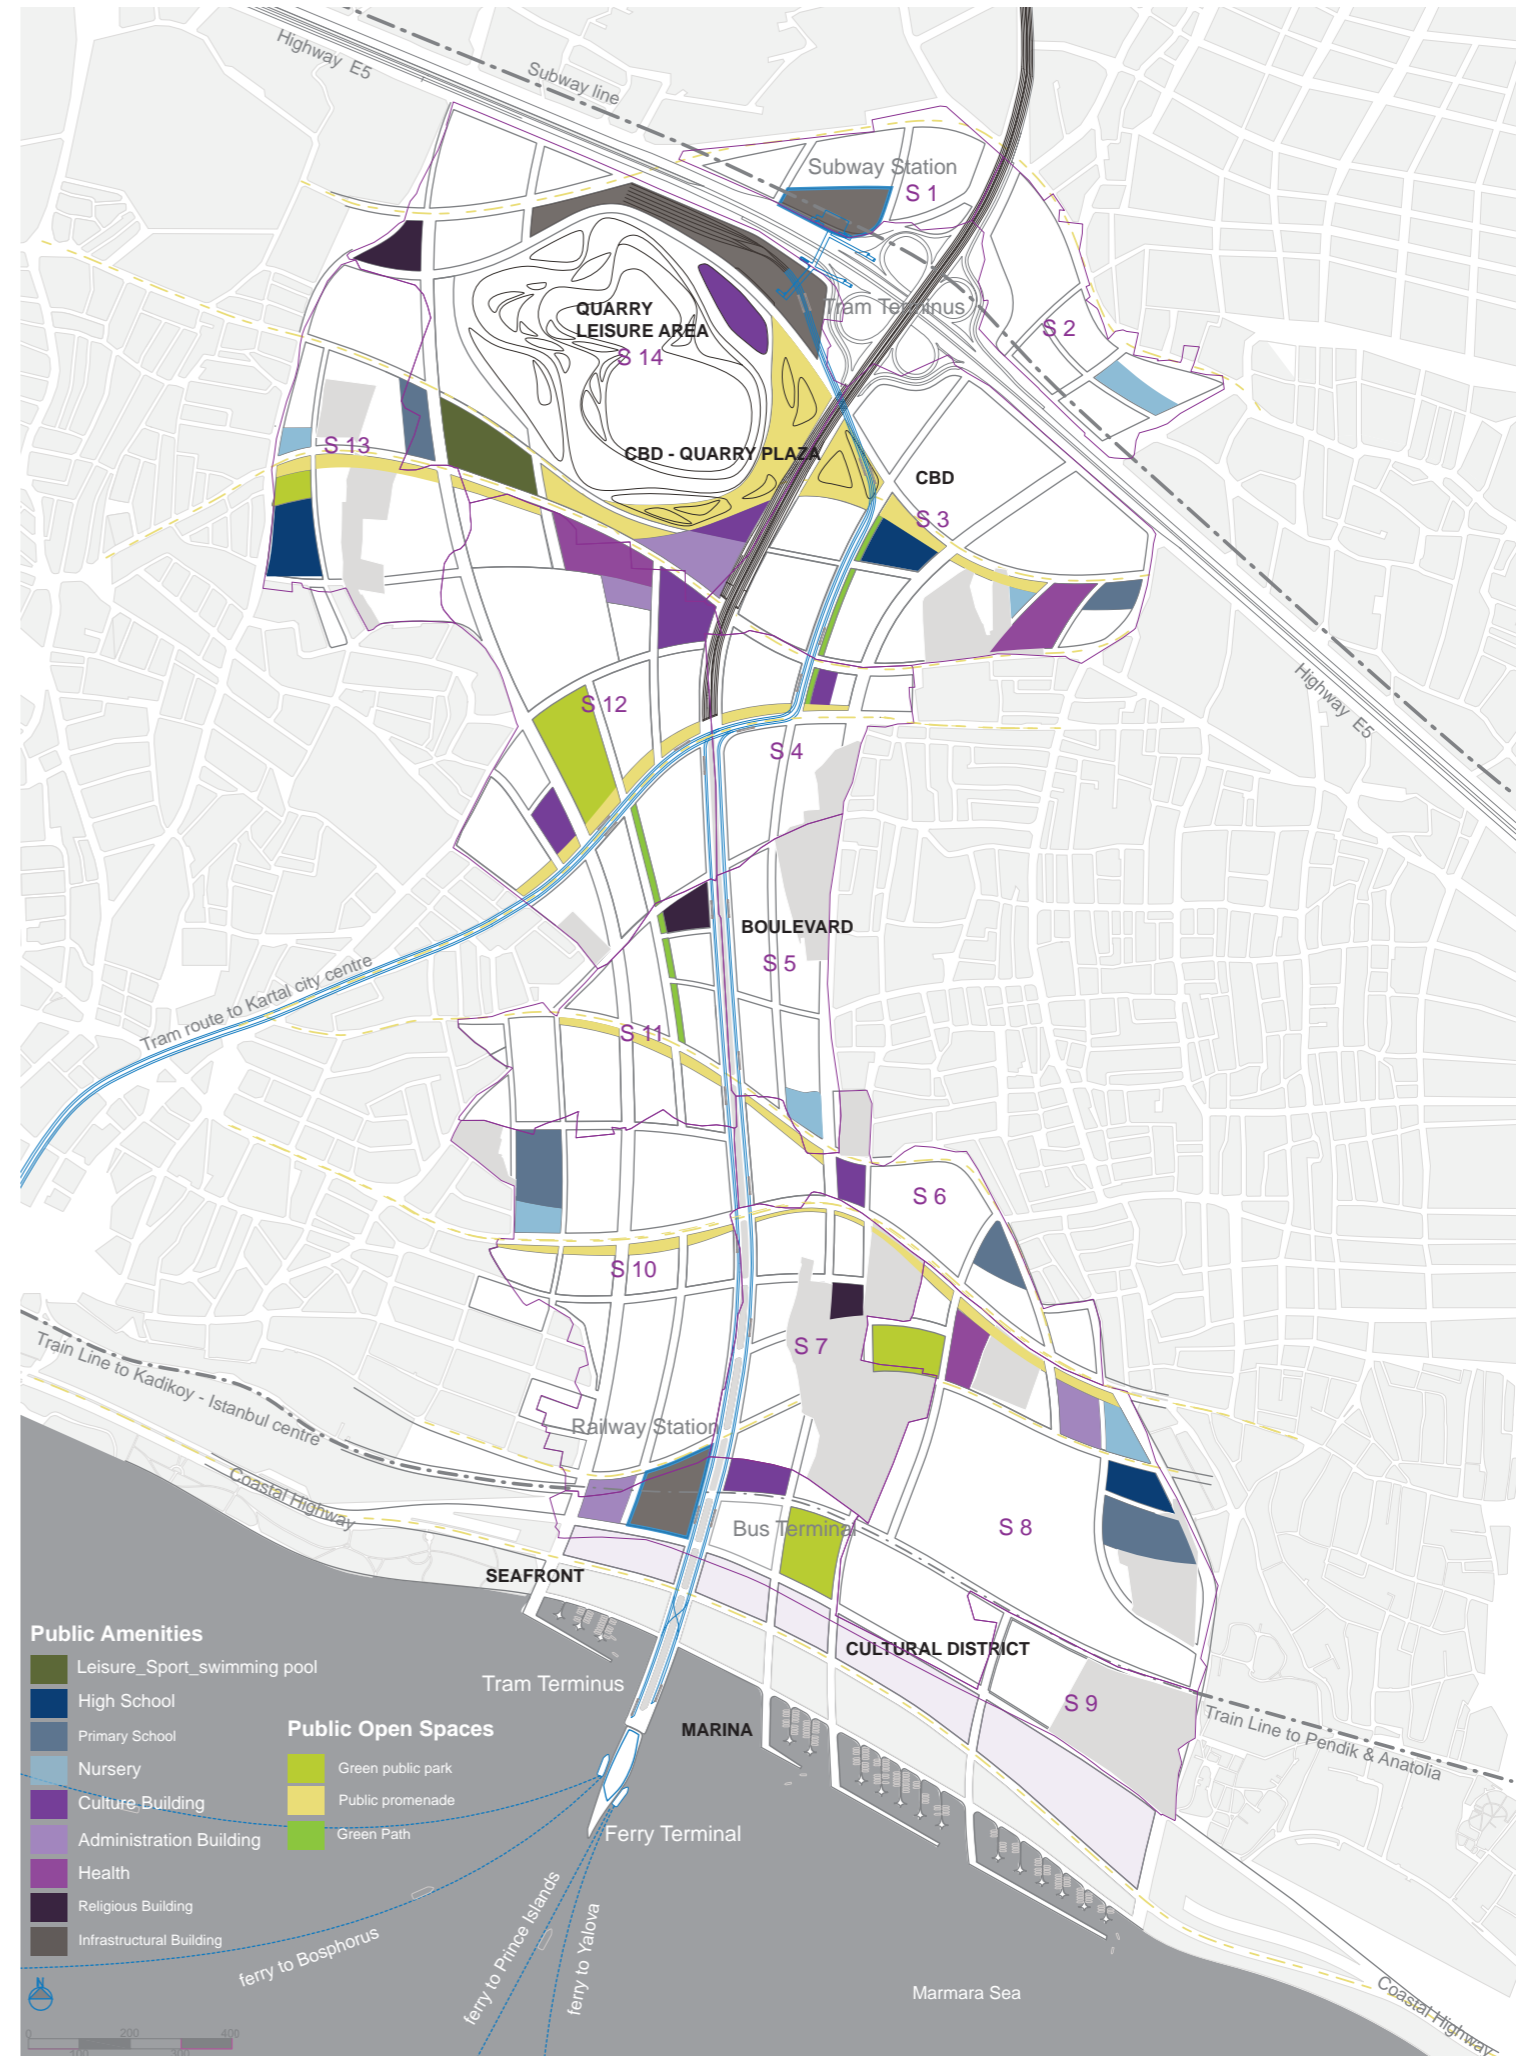 Highway E5
Subway line
Subway Station
S 1
QUARRY
LEISURE AREA
S 14
Tram Terminus
S 2
S 13
CBD - QUARRY PLAZA
CBD
S 3
Highway E5
S 12
S 4
BOULEVARD
S 5
Tram route to Kartal city centre
S 11
S 6
S 10
S 7
Train Line to Kadikoy - Istanbul centre
Railway Station
Coastal Highway
Bus Terminal
S 8
SEAFRONT
CULTURAL DISTRICT
Tram Terminus
S 9
MARINA
Train Line to Pendik & Anatolia
Ferry Terminal
Public Amenities
Leisure_Sport_swimming pool
High School
Primary School
Nursery
Culture Building
Administration Building
Health
Religious Building
Infrastructural Building
Public Open Spaces
Green public park
Public promenade
Green Path
ferry to Bosphorus
ferry to Prince Islands
ferry to Yalova
Marmara Sea
Coastal Highway
N
0 200 400
100 300